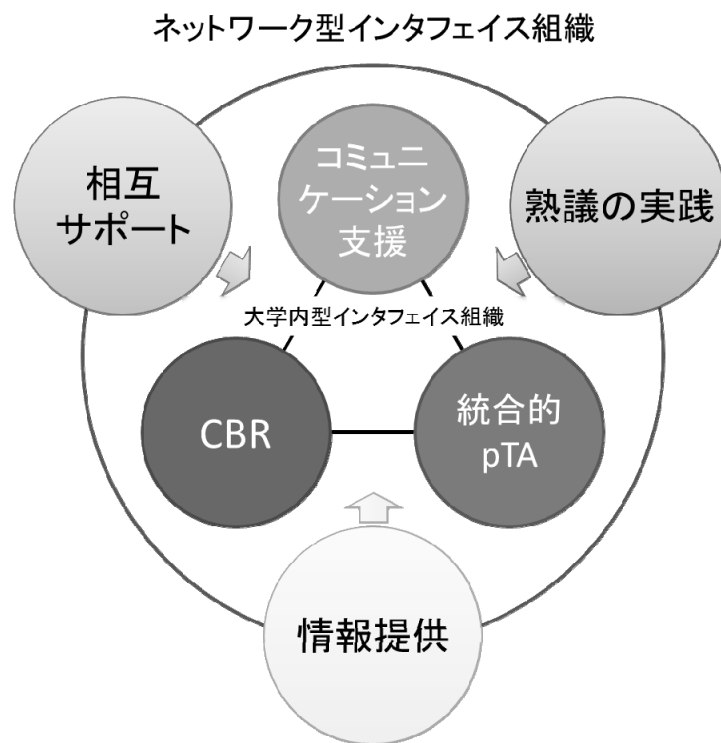 ネットワーク型インタフェイス組織
相互
サポート
コミュニ
ケーション
支援
熟議の実践
大学内型インタフェイス組織
CBR
統合的
pTA
情報提供